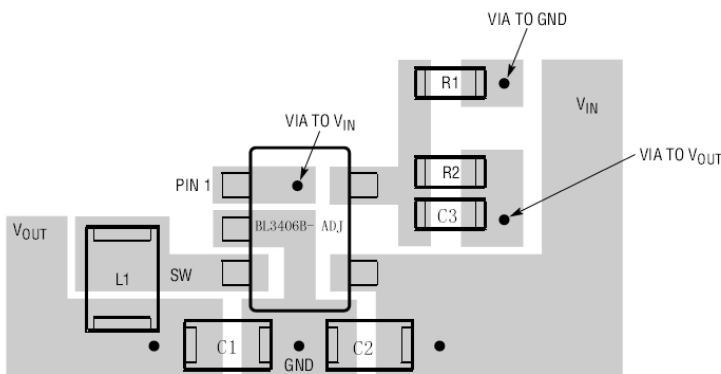 VIA TO GND
R1
VIN
VIA TO VIN
VIA TO VOUT
PIN 1
R2
BL3406B- ADJ
C3
VOUT
L1
SW
C1
GND
C2